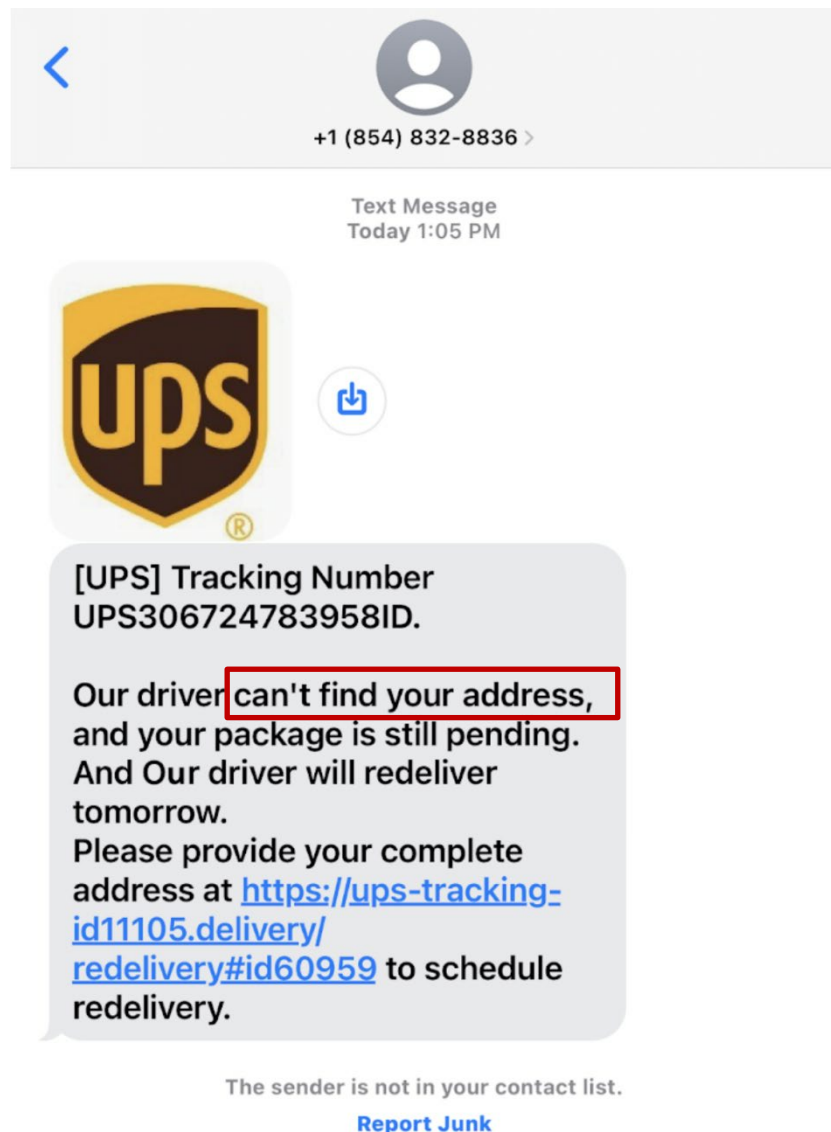 +1 (854) 832-8836 >
Text Message
Today 1:05 PM
ups
®
[UPS] Tracking Number
UPS306724783958ID.
Our driver can't find your address,
and your package is still pending.
And Our driver will redeliver
tomorrow.
Please provide your complete
address at https://ups-tracking-
id11105.delivery/
redelivery#id60959 to schedule
redelivery.
The sender is not in your contact list.
Report Junk